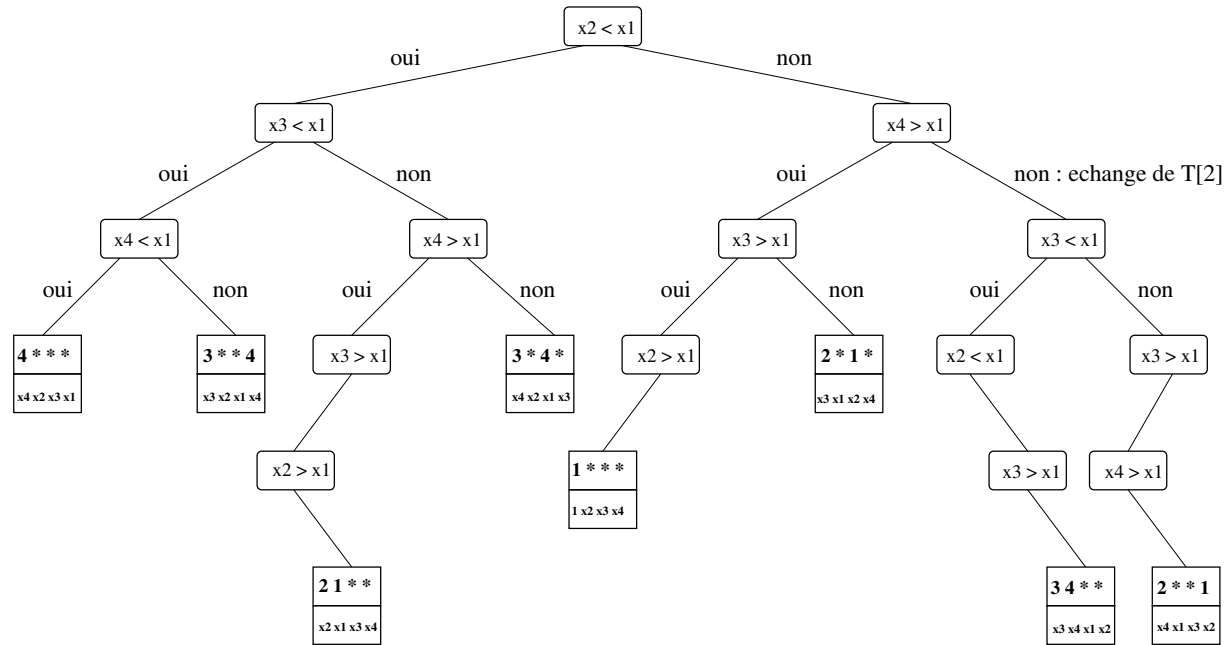 x2 < x1
oui
non
x3 < x1
x4 > x1
oui
non
oui
non : echange de T[2]
x4 < x1
x4 > x1
x3 > x1
x3 < x1
oui
non
oui
non
oui
non
oui
non
4 * * *
x4 x2 x3 x1
3 * * 4
x3 x2 x1 x4
x3 > x1
3 * 4 *
x4 x2 x1 x3
x2 > x1
2 * 1 *
x3 x1 x2 x4
x2 < x1
x3 > x1
x2 > x1
1 * * *
1 x2 x3 x4
x3 > x1
x4 > x1
2 1 * *
x2 x1 x3 x4
3 4 * *
x3 x4 x1 x2
2 * * 1
x4 x1 x3 x2